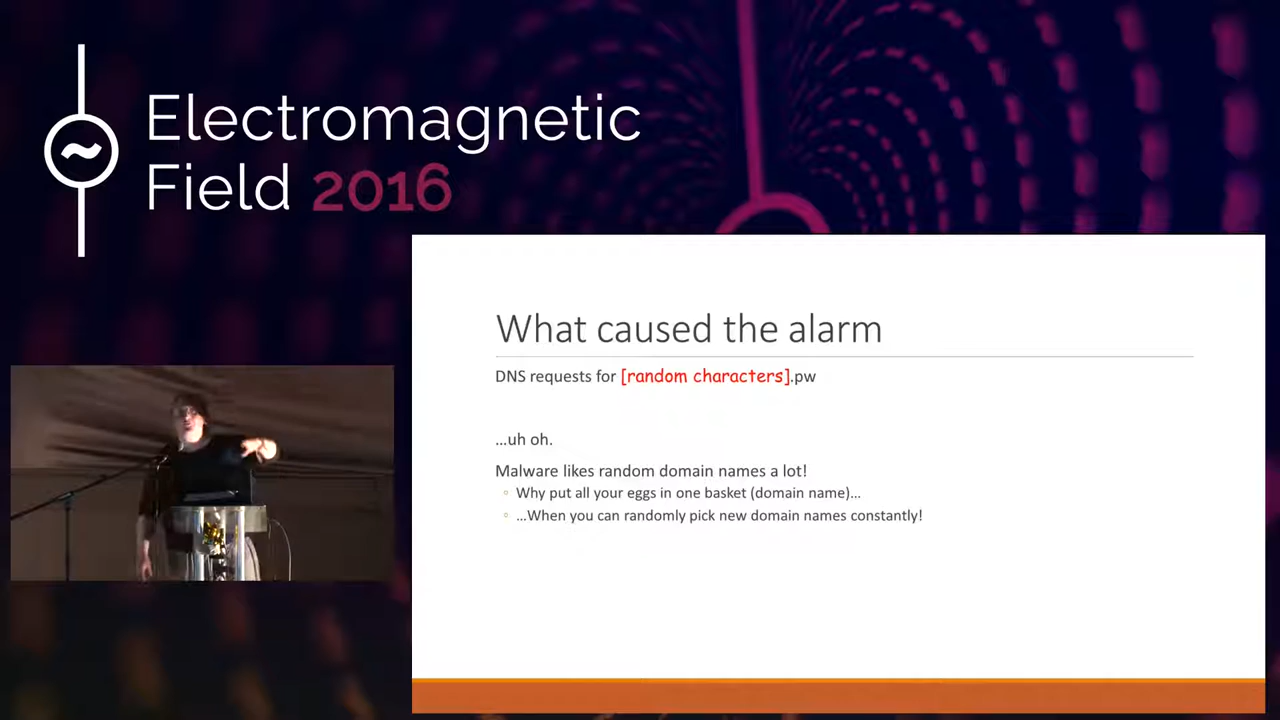 Electromagnetic
Field 2016
What caused the alarm
DNS requests for [random characters].pw
...uh oh.
Malware likes random domain names a lot!
Why put all your eggs in one basket (domain name)...
...When you can randomly pick new domain names constantly!